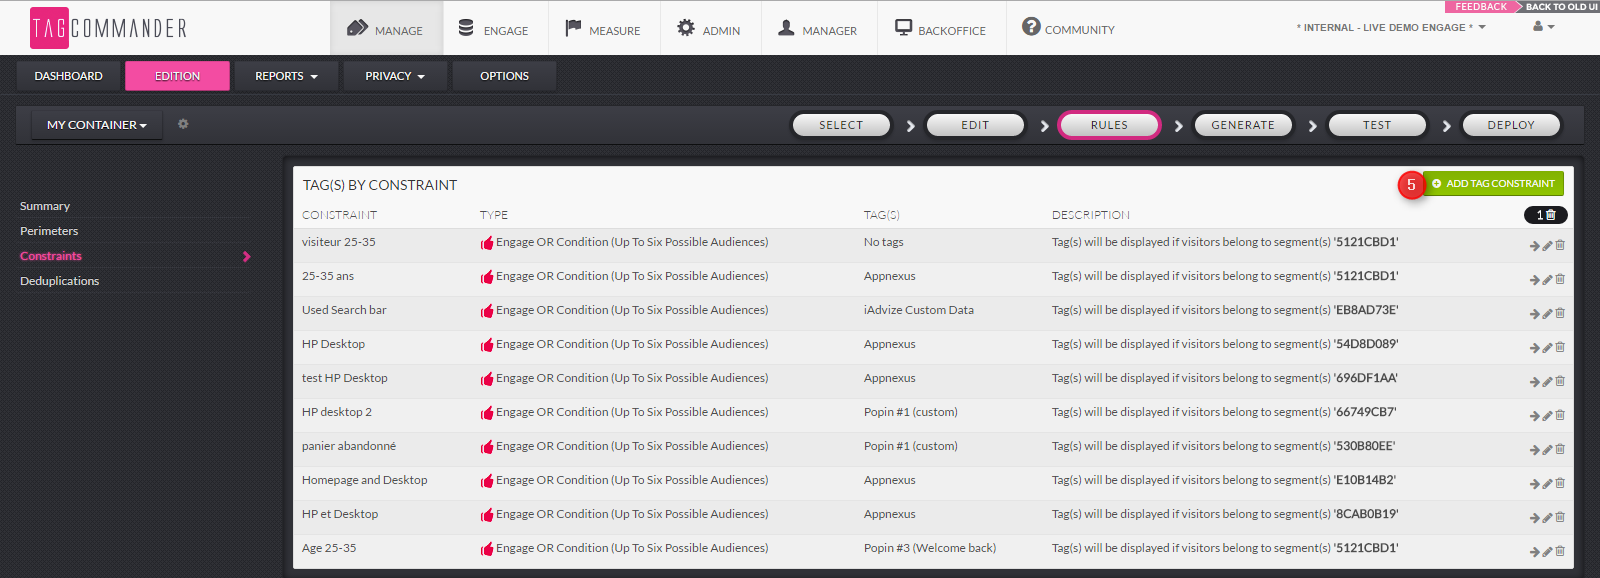 FEEDBACK BACK TO OLD UI
TAGCOMMANDER
MANAGE ENGAGE MEASURE ADMIN MANAGER BACKOFFICE COMMUNITY * INTERNAL - LIVE DEMO ENGAGE *
DASHBOARD EDITION REPORTS PRIVACY OPTIONS
MY CONTAINER SELECT EDIT RULES GENERATE TEST DEPLOY
Summary
Perimeters
Constraints
Deduplications
TAG(S) BY CONSTRAINT 5 ADD TAG CONSTRAINT
CONSTRAINT TYPE TAG(S) DESCRIPTION 1
visiteur 25-35 Engage OR Condition (Up To Six Possible Audiences) No tags Tag(s) will be displayed if visitors belong to segment(s) '5121CBD1'
25-35 ans Engage OR Condition (Up To Six Possible Audiences) Appnexus Tag(s) will be displayed if visitors belong to segment(s) '5121CBD1'
Used Search bar Engage OR Condition (Up To Six Possible Audiences) iAdvize Custom Data Tag(s) will be displayed if visitors belong to segment(s) 'EB8AD73E'
HP Desktop Engage OR Condition (Up To Six Possible Audiences) Appnexus Tag(s) will be displayed if visitors belong to segment(s) '54D8D089'
test HP Desktop Engage OR Condition (Up To Six Possible Audiences) Appnexus Tag(s) will be displayed if visitors belong to segment(s) '696DF1AA'
HP desktop 2 Engage OR Condition (Up To Six Possible Audiences) Popin #1 (custom) Tag(s) will be displayed if visitors belong to segment(s) '66749CB7'
panier abandonné Engage OR Condition (Up To Six Possible Audiences) Popin #1 (custom) Tag(s) will be displayed if visitors belong to segment(s) '530B80EE'
Homepage and Desktop Engage OR Condition (Up To Six Possible Audiences) Appnexus Tag(s) will be displayed if visitors belong to segment(s) 'E10B14B2'
HP et Desktop Engage OR Condition (Up To Six Possible Audiences) Appnexus Tag(s) will be displayed if visitors belong to segment(s) '8CAB0B19'
Age 25-35 Engage OR Condition (Up To Six Possible Audiences) Popin #3 (Welcome back) Tag(s) will be displayed if visitors belong to segment(s) '5121CBD1'